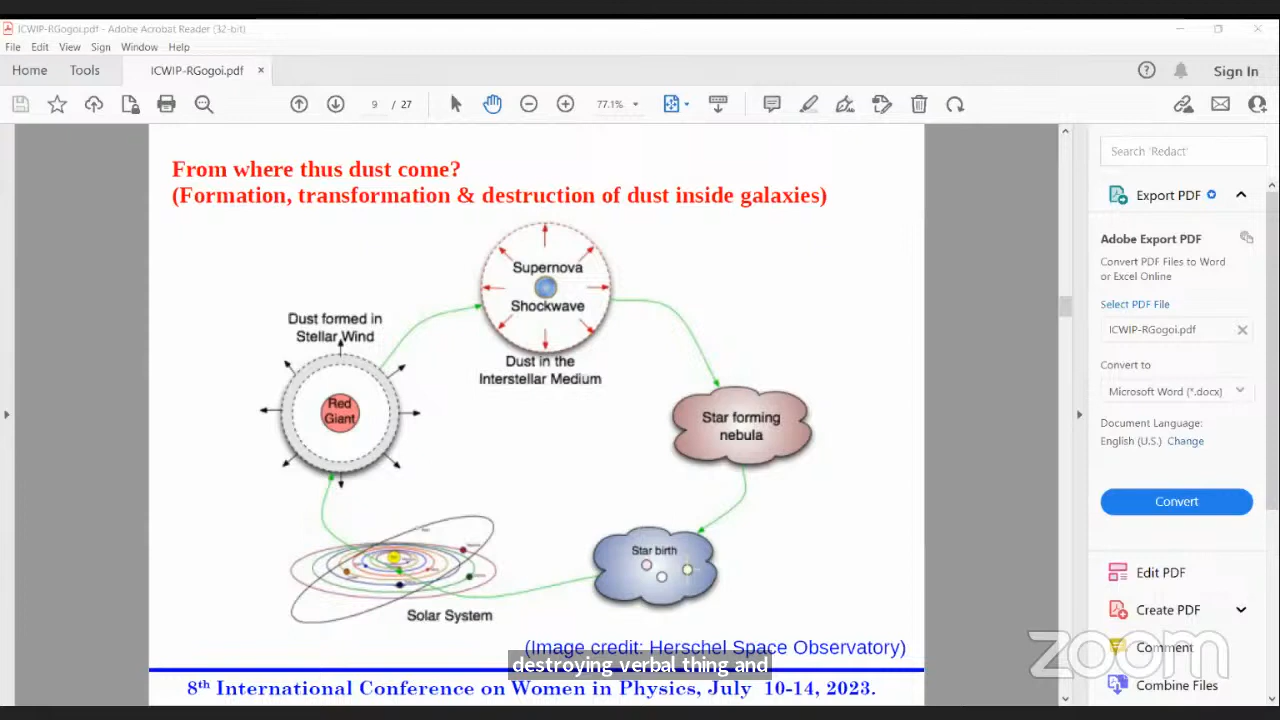 ICWIP-RGogoi.pdf - Adobe Acrobat Reader (32-bit)
File Edit View Sign Window Help
Home Tools ICWIP-RGogoi.pdf ×
Sign In
9 / 27
77.1%
From where thus dust come?
(Formation, transformation & destruction of dust inside galaxies)
Supernova
Shockwave
Dust in the
Interstellar Medium
Dust formed in
Stellar Wind
Red
Giant
Star forming
nebula
Star birth
Solar System
(Image credit: Herschel Space Observatory)
destroying verbal thing and
8th International Conference on Women in Physics, July 10-14, 2023.
Search 'Redact'
Export PDF
Adobe Export PDF
Convert PDF Files to Word
or Excel Online
Select PDF File
ICWIP-RGogoi.pdf
Convert to
Microsoft Word (*.docx)
Document Language:
English (U.S.) Change
Convert
Edit PDF
Create PDF
Comment
Combine Files
zoom